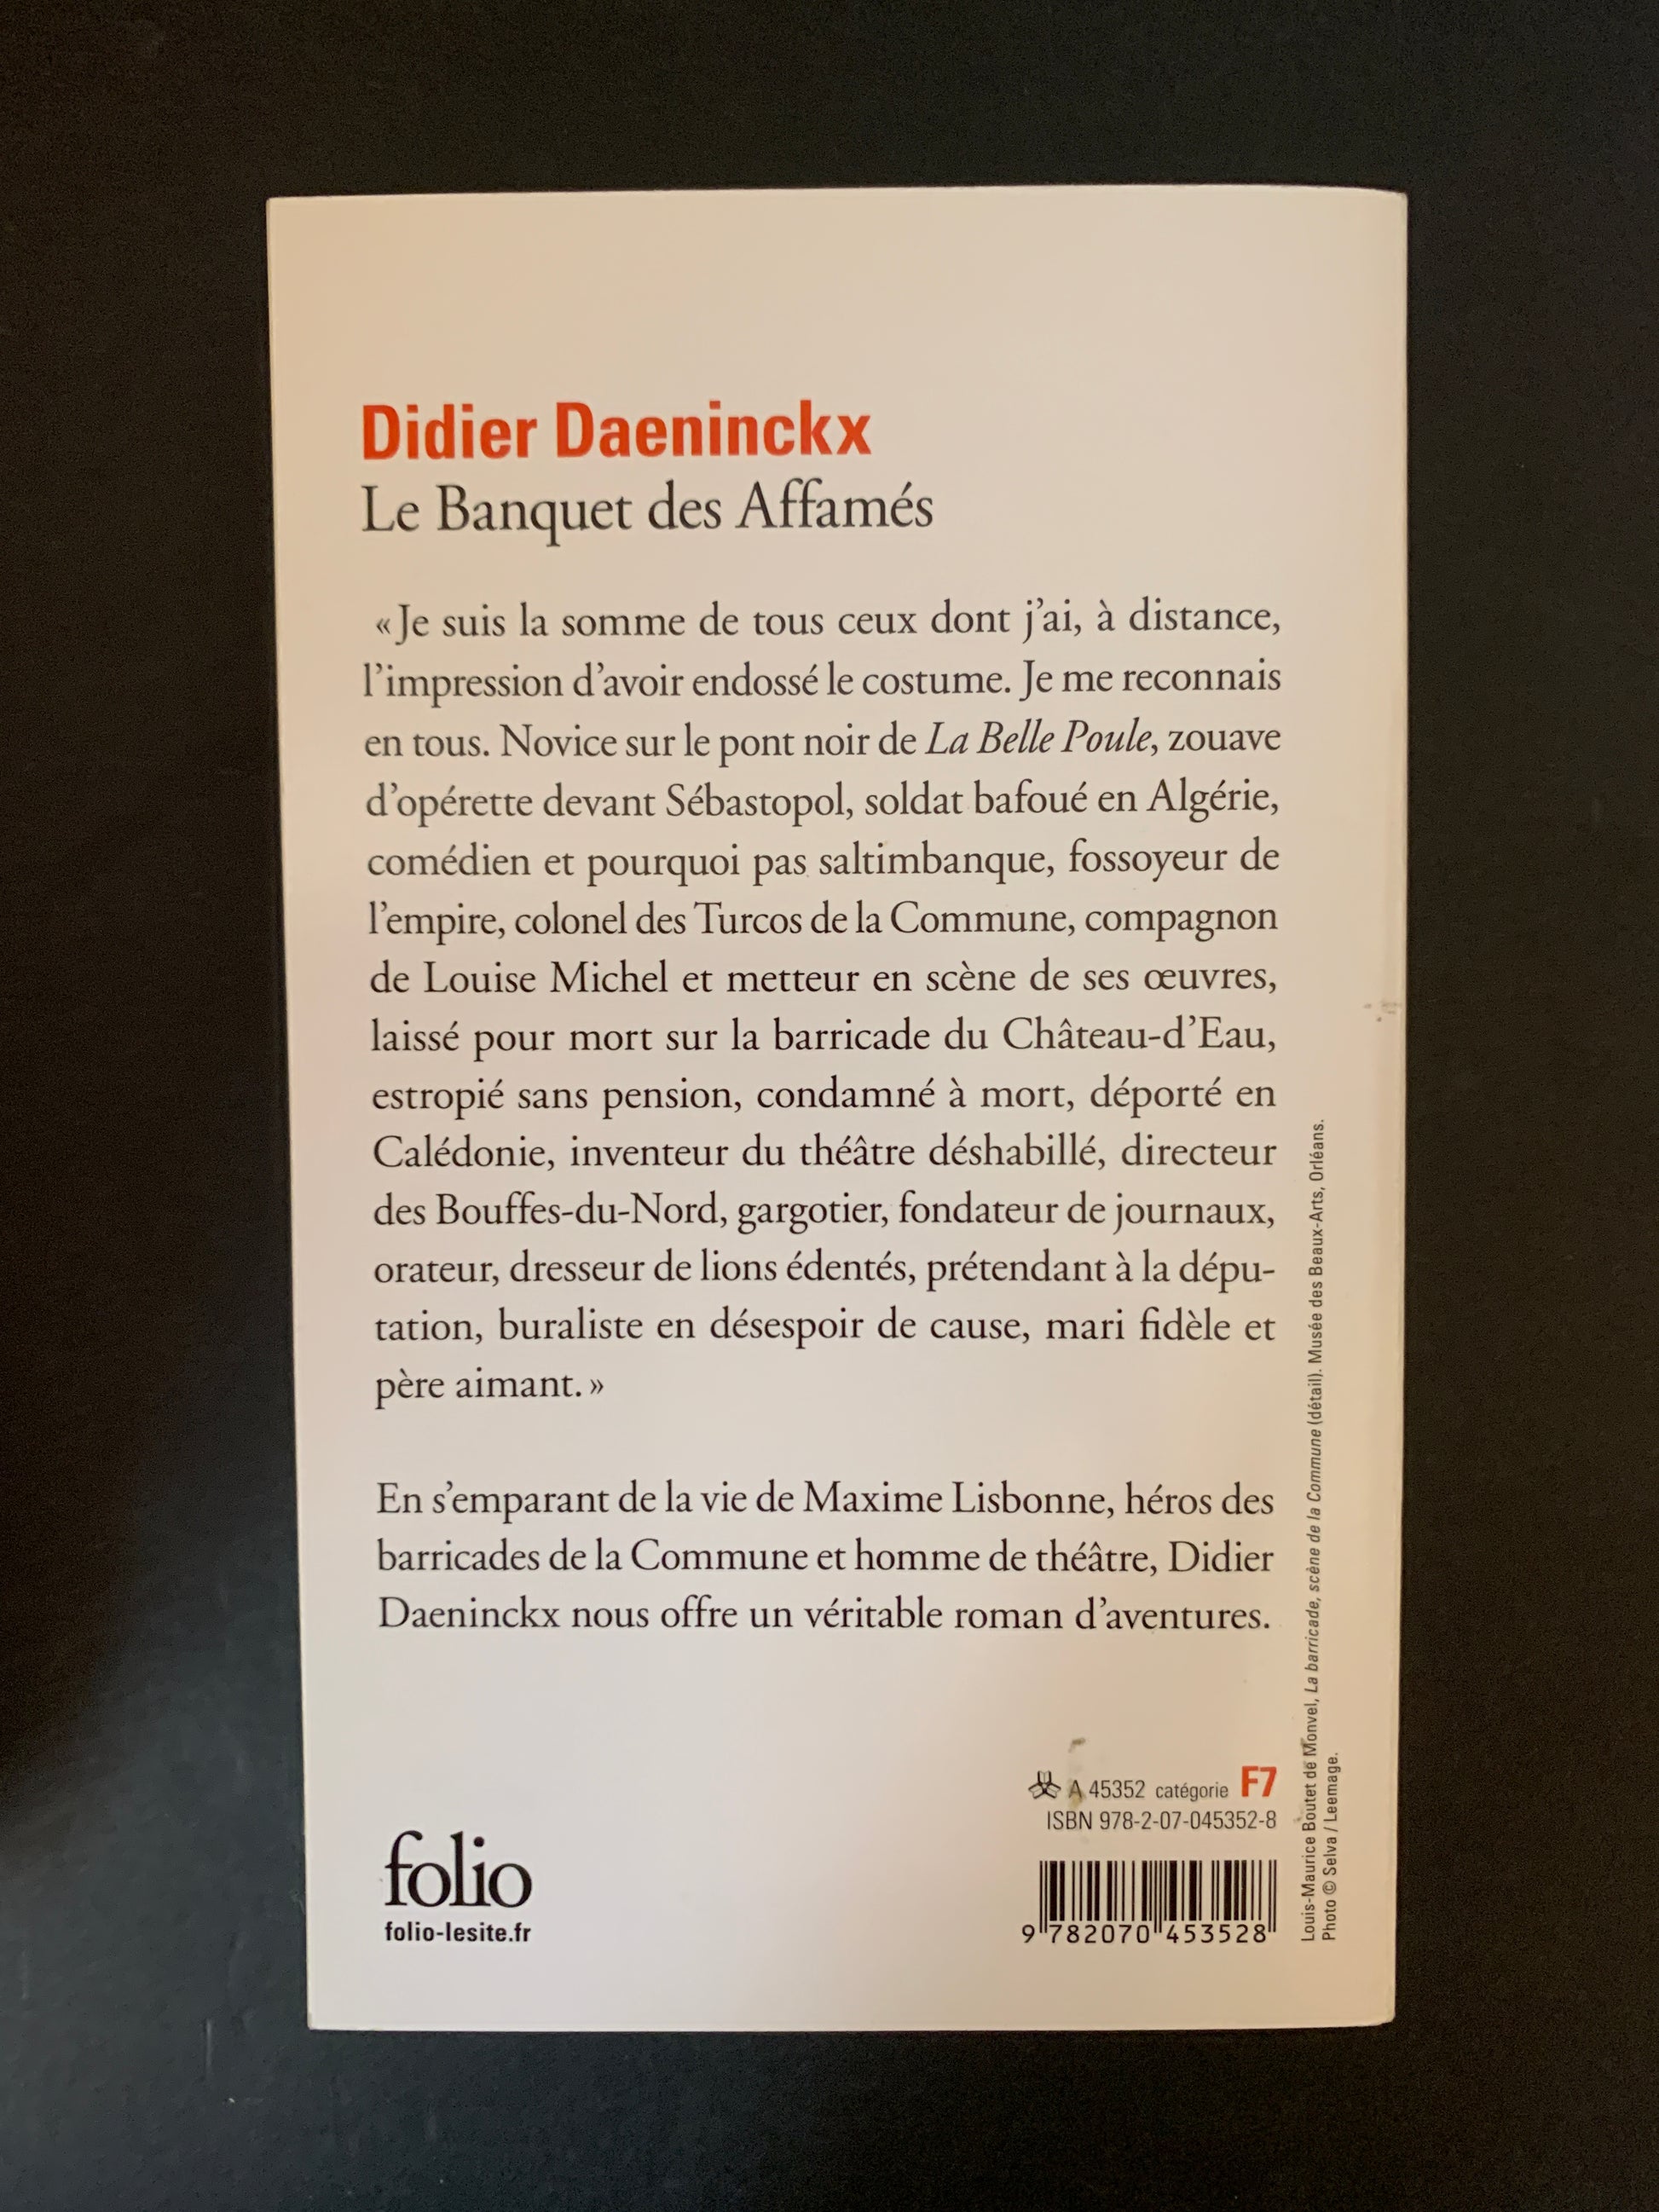 Didier Daeninckx
Le Banquet des Affamés
« Je suis la somme de tous ceux dont j'ai, à distance,
l'impression d'avoir endossé le costume. Je me reconnais
en tous. Novice sur le pont noir de La Belle Poule, zouave
d'opérette devant Sébastopol, soldat bafoué en Algérie,
comédien et pourquoi pas saltimbanque, fossoyeur de
l'empire, colonel des Turcos de la Commune, compagnon
de Louise Michel et metteur en scène de ses œuvres,
laissé pour mort sur la barricade du Château-d'Eau,
estropié sans pension, condamné à mort, déporté en
Calédonie, inventeur du théâtre déshabillé, directeur
des Bouffes-du-Nord, gargotier, fondateur de journaux,
orateur, dresseur de lions édentés, prétendant à la dépu-
tation, buraliste en désespoir de cause, mari fidèle et
père aimant. »
En s'emparant de la vie de Maxime Lisbonne, héros des
barricades de la Commune et homme de théâtre, Didier
Daeninckx nous offre un véritable roman d'aventures.
A 45352 catégorie F7
ISBN 978-2-07-045352-8
folio
folio-lesite.fr
9 782070 453528
Louis-Maurice Boutet de Monvel, La barricade, scène de la Commune (détail). Musée des Beaux-Arts, Orléans.
Photo © Selva / Leemage.